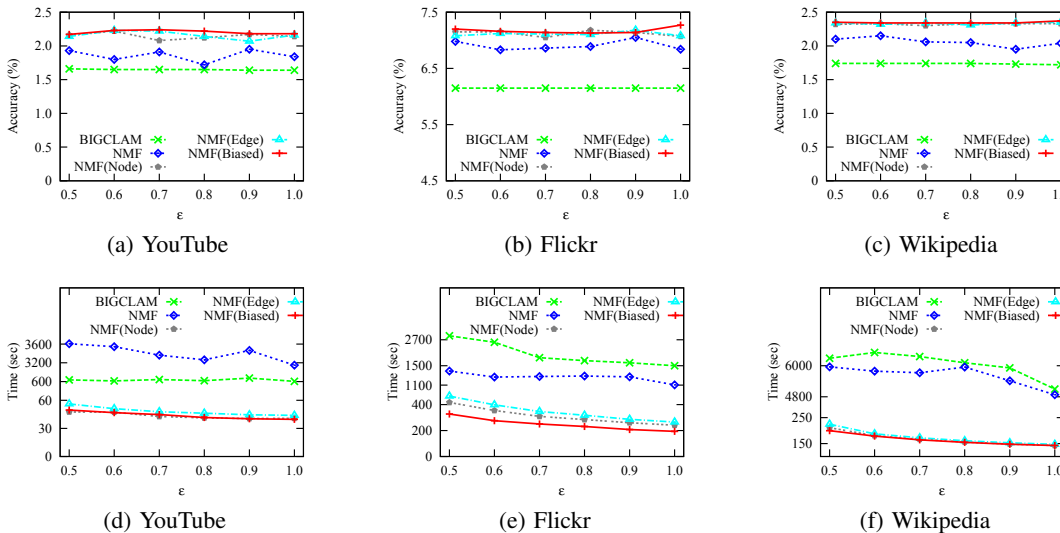 2.5
2.0
1.5
1.0
0.5
0
Accuracy (%)
BIGCLAM
NMF
NMF(Node)
NMF(Edge)
NMF(Biased)
0.5 0.6 0.7 0.8 0.9 1.0
ε
(a) YouTube
7.5
6.5
5.5
4.5
Accuracy (%)
BIGCLAM
NMF
NMF(Node)
NMF(Edge)
NMF(Biased)
0.5 0.6 0.7 0.8 0.9 1.0
ε
(b) Flickr
2.5
2.0
1.5
1.0
0.5
0
Accuracy (%)
BIGCLAM
NMF
NMF(Node)
NMF(Edge)
NMF(Biased)
0.5 0.6 0.7 0.8 0.9 1.0
ε
(c) Wikipedia
3600
3200
600
60
30
0
Time (sec)
BIGCLAM
NMF
NMF(Node)
NMF(Edge)
NMF(Biased)
0.5 0.6 0.7 0.8 0.9 1.0
ε
(d) YouTube
2700
1500
1100
400
200
0
Time (sec)
BIGCLAM
NMF
NMF(Node)
NMF(Edge)
NMF(Biased)
0.5 0.6 0.7 0.8 0.9 1.0
ε
(e) Flickr
6000
4800
250
150
Time (sec)
BIGCLAM
NMF
NMF(Node)
NMF(Edge)
NMF(Biased)
0.5 0.6 0.7 0.8 0.9 1.0
ε
(f) Wikipedia